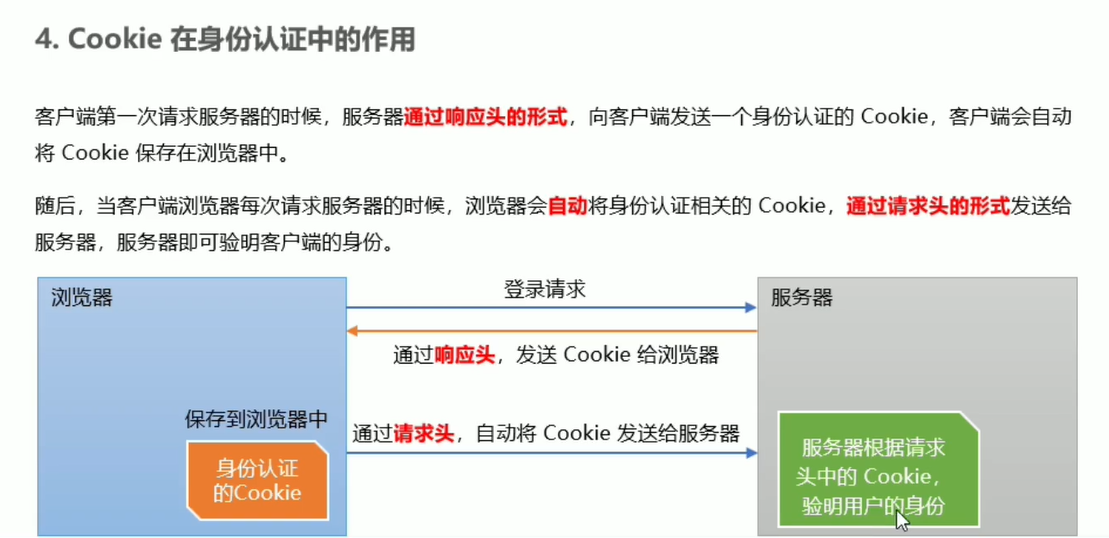 4. Cookie 在身份认证中的作用
客户端第一次请求服务器的时候，服务器通过响应头的形式，向客户端发送一个身份认证的 Cookie，客户端会自动
将 Cookie 保存在浏览器中。
随后，当客户端浏览器每次请求服务器的时候，浏览器会自动将身份认证相关的 Cookie，通过请求头的形式发送给
服务器，服务器即可验明客户端的身份。
浏览器
登录请求
服务器
通过响应头，发送 Cookie 给浏览器
保存到浏览器中
通过请求头，自动将 Cookie 发送给服务器
身份认证
的Cookie
服务器根据请求
头中的 Cookie，
验明用户的身份